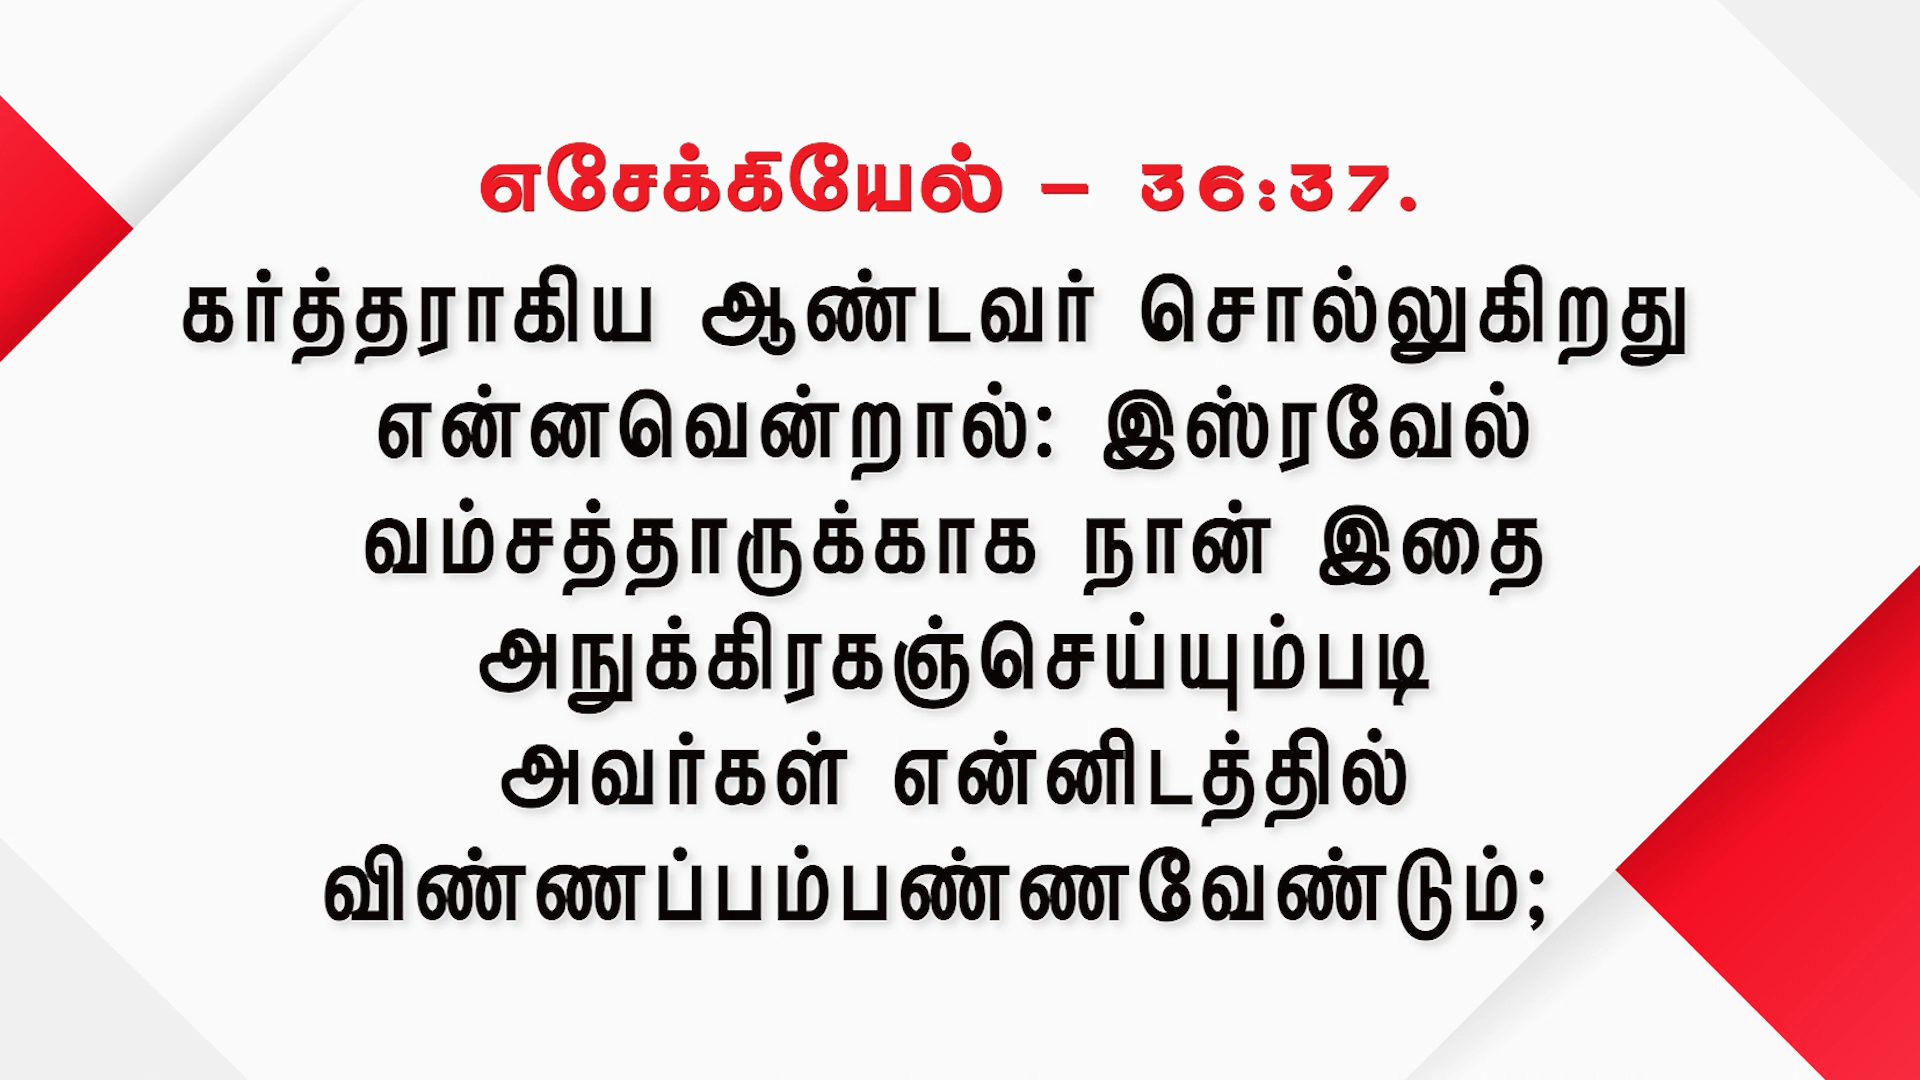 எசேக்கியேல் – 36:37.
கர்த்தராகிய ஆண்டவர் சொல்லுகிறது
என்னவென்றால்: இஸ்ரவேல்
வம்சத்தாருக்காக நான் இதை
அநுக்கிரகஞ்செய்யும்படி
அவர்கள் என்னிடத்தில்
விண்ணப்பம்பண்ணவேண்டும்;